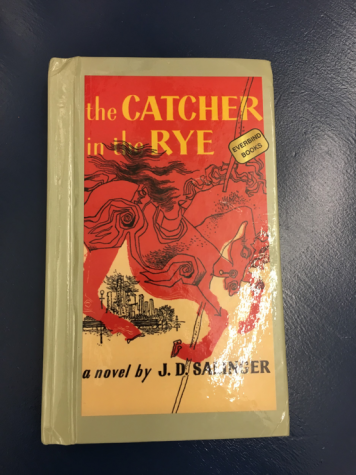 the CATCHER
in the RYE
EVERBIND
BOOKS
a novel by J. D. SALINGER